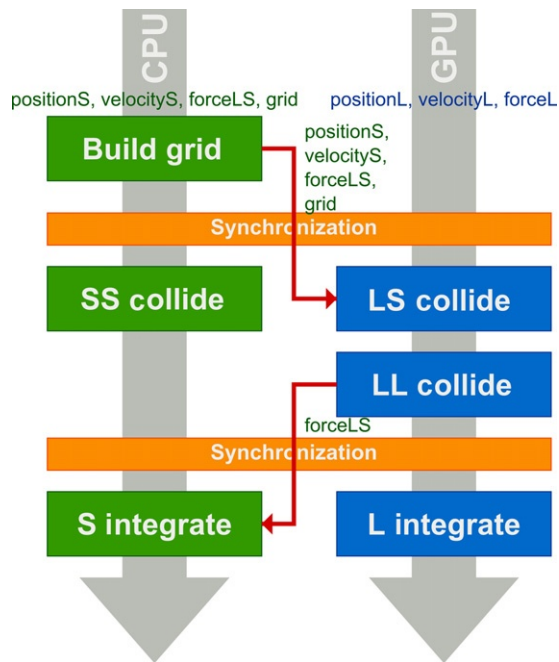 CPU
GPU
positionS, velocityS, forceLS, grid
positionL, velocityL, forceL
Build grid
positionS,
velocityS,
forceLS,
grid
Synchronization
SS collide
LS collide
LL collide
forceLS
Synchronization
S integrate
L integrate